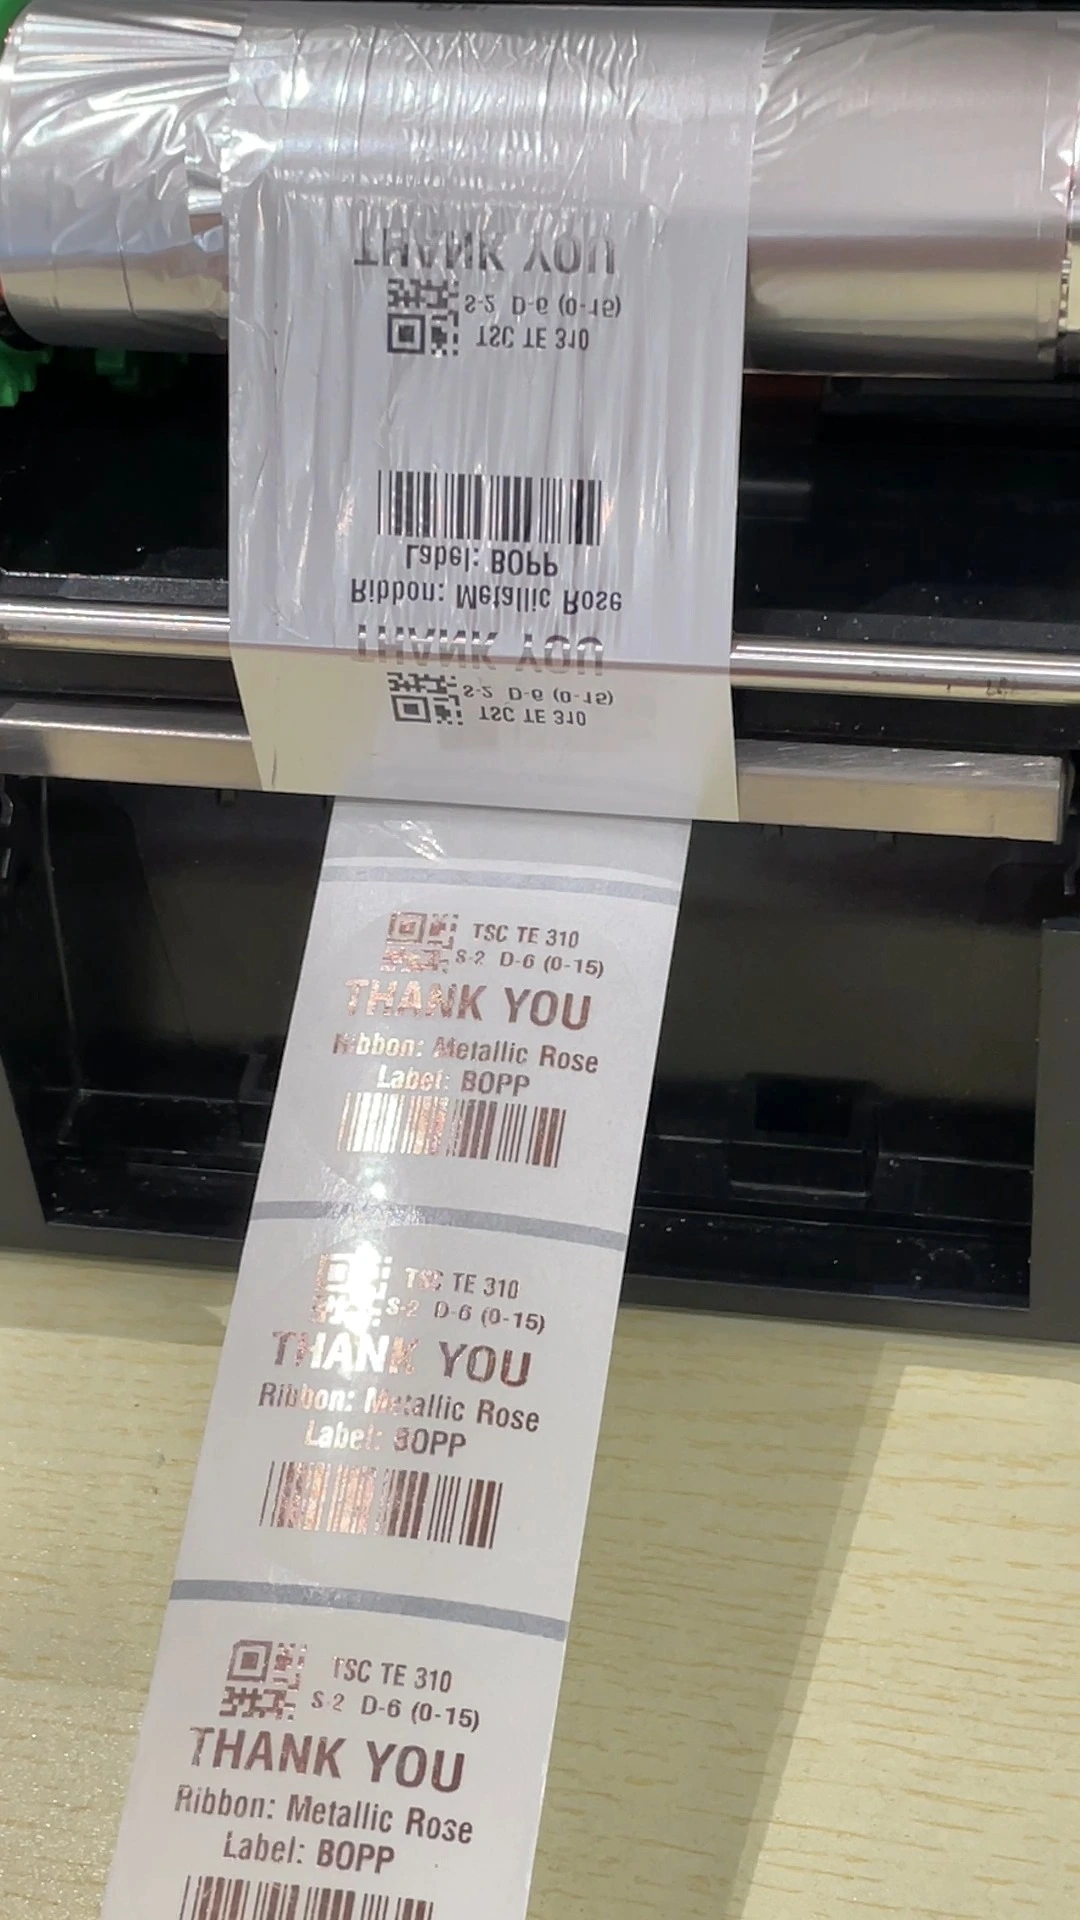 THANK YOU
S-2 D-6 (0-15)
TSC TE 310
Label: BOPP
Ribbon: Metallic Rose
THANK YOU
S-2 D-6 (0-15)
TSC TE 310
TSC TE 310
S-2 D-6 (0-15)
THANK YOU
Ribbon: Metallic Rose
Label: BOPP
TSC TE 310
S-2 D-6 (0-15)
THANK YOU
Ribbon: Metallic Rose
Label: BOPP
TSC TE 310
S-2 D-6 (0-15)
THANK YOU
Ribbon: Metallic Rose
Label: BOPP